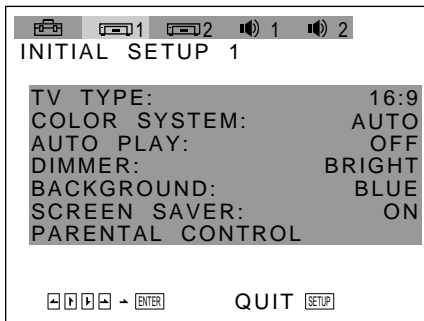 1 2 1 2
INITIAL SETUP 1
TV TYPE: 16:9
COLOR SYSTEM: AUTO
AUTO PLAY: OFF
DIMMER: BRIGHT
BACKGROUND: BLUE
SCREEN SAVER: ON
PARENTAL CONTROL
ENTER QUIT SETUP